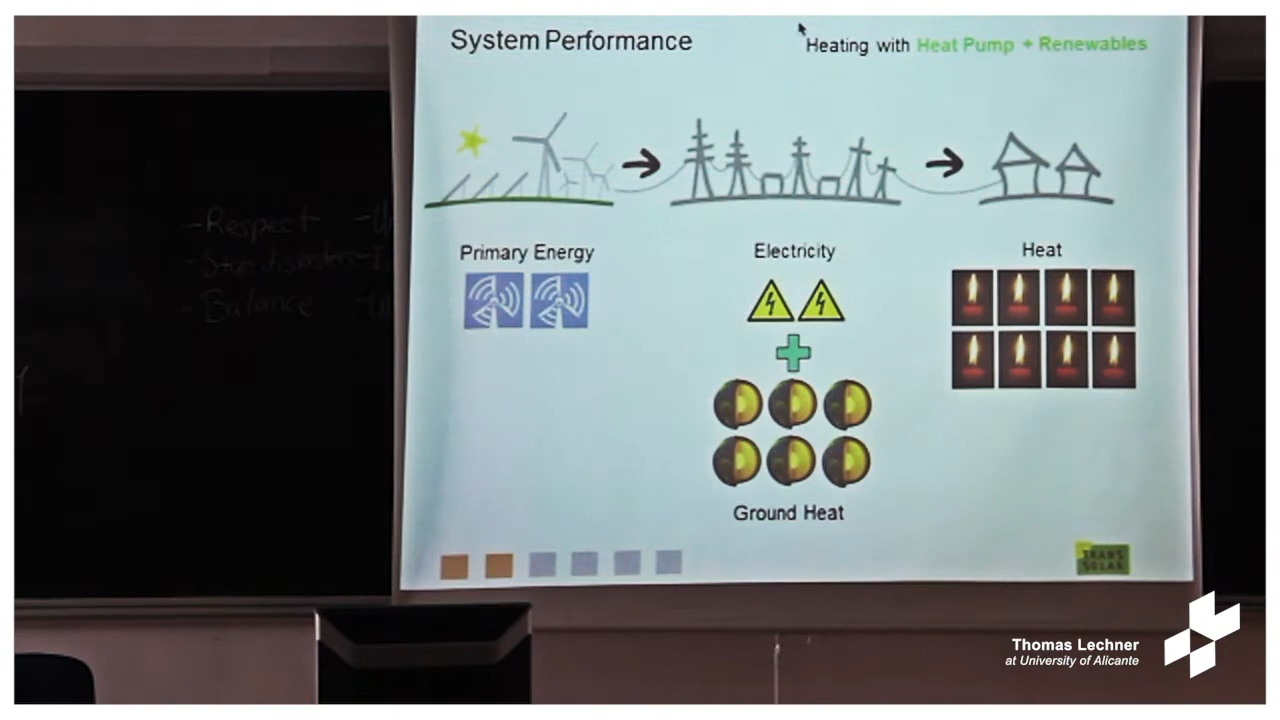 System Performance
Heating with Heat Pump + Renewables
Primary Energy
Electricity
Heat
Ground Heat
TRANS
SOLAR
- Respect
- Balance
Thomas Lechner
at University of Alicante